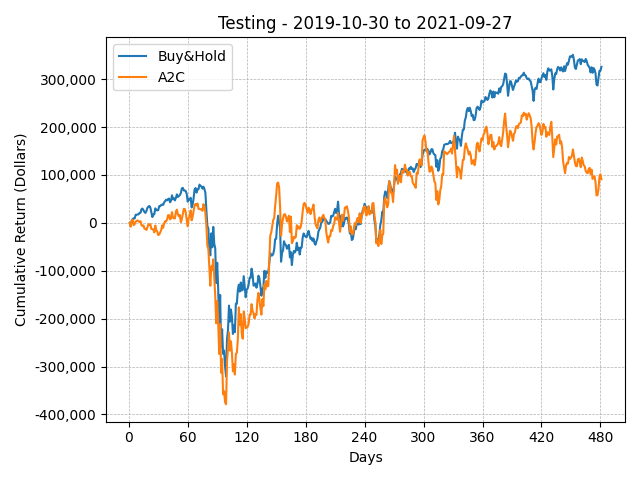 Testing - 2019-10-30 to 2021-09-27
Buy&Hold
A2C
300,000
200,000
100,000
0
-100,000
-200,000
-300,000
-400,000
Cumulative Return (Dollars)
0 60 120 180 240 300 360 420 480
Days